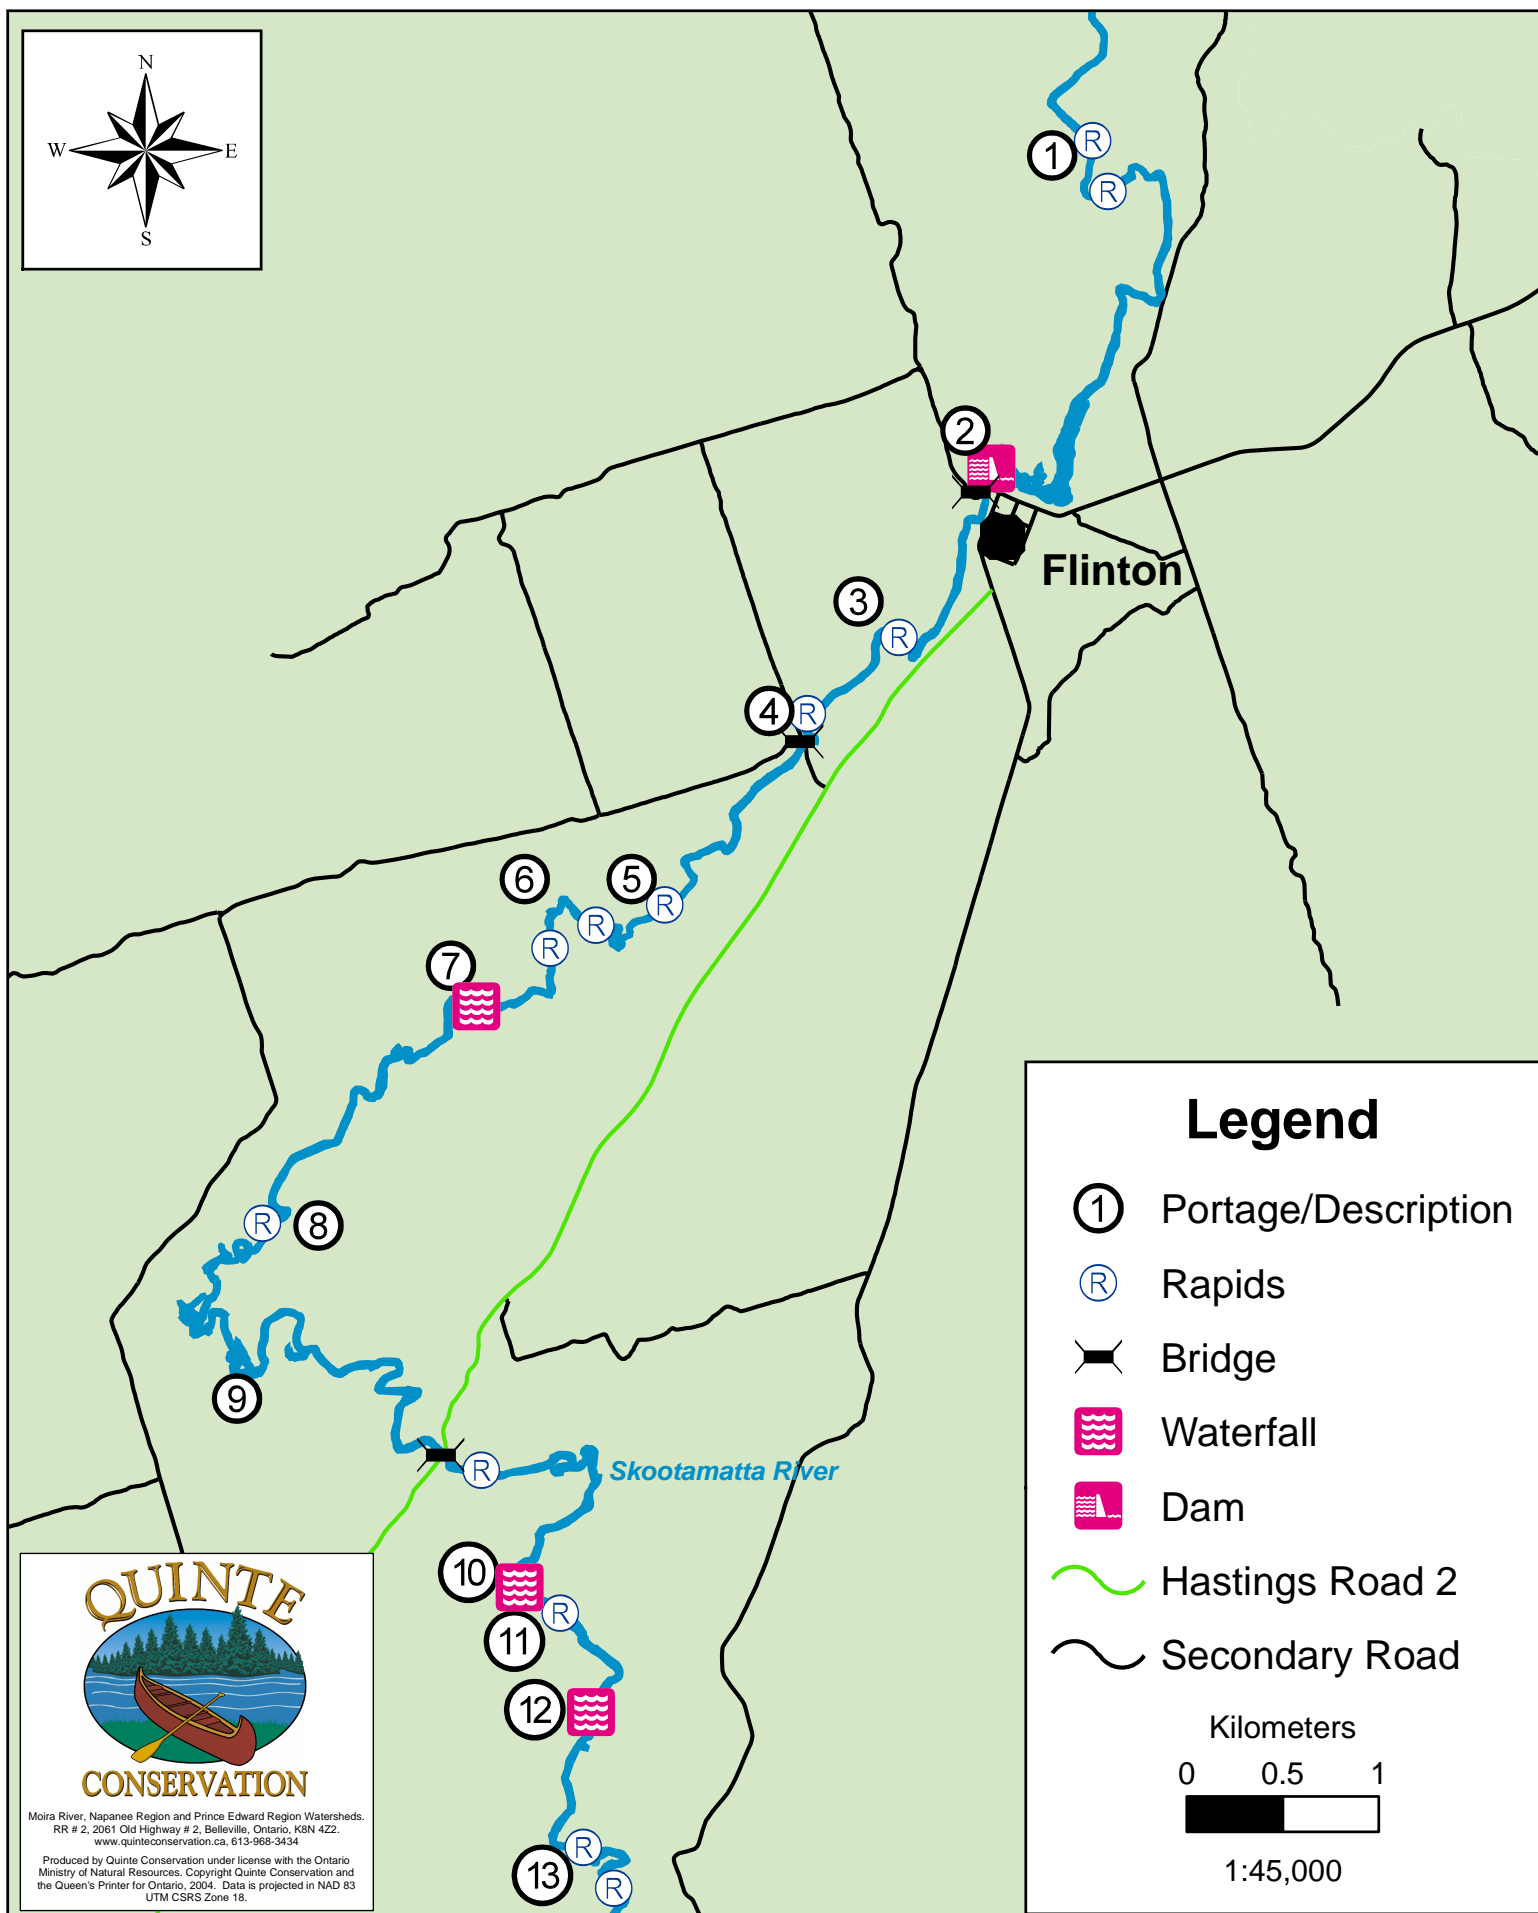 N
W E
S
1
R
R
2
Flinton
3
R
4
R
5
6
R
R
R
7
8
R
9
R
Skootamatta River
10
R
11
12
R
13
R
Legend
1 Portage/Description
R Rapids
Bridge
Waterfall
Dam
Hastings Road 2
Secondary Road
Kilometers
0 0.5 1
1:45,000
QUINTE
CONSERVATION
Moira River, Napanee Region and Prince Edward Region Watersheds.
RR # 2, 2061 Old Highway # 2, Belleville, Ontario, K8N 4Z2.
www.quinteconservation.ca, 613-968-3434
Produced by Quinte Conservation under license with the Ontario
Ministry of Natural Resources. Copyright Quinte Conservation and
the Queen's Printer for Ontario, 2004. Data is projected in NAD 83
UTM CSRS Zone 18.